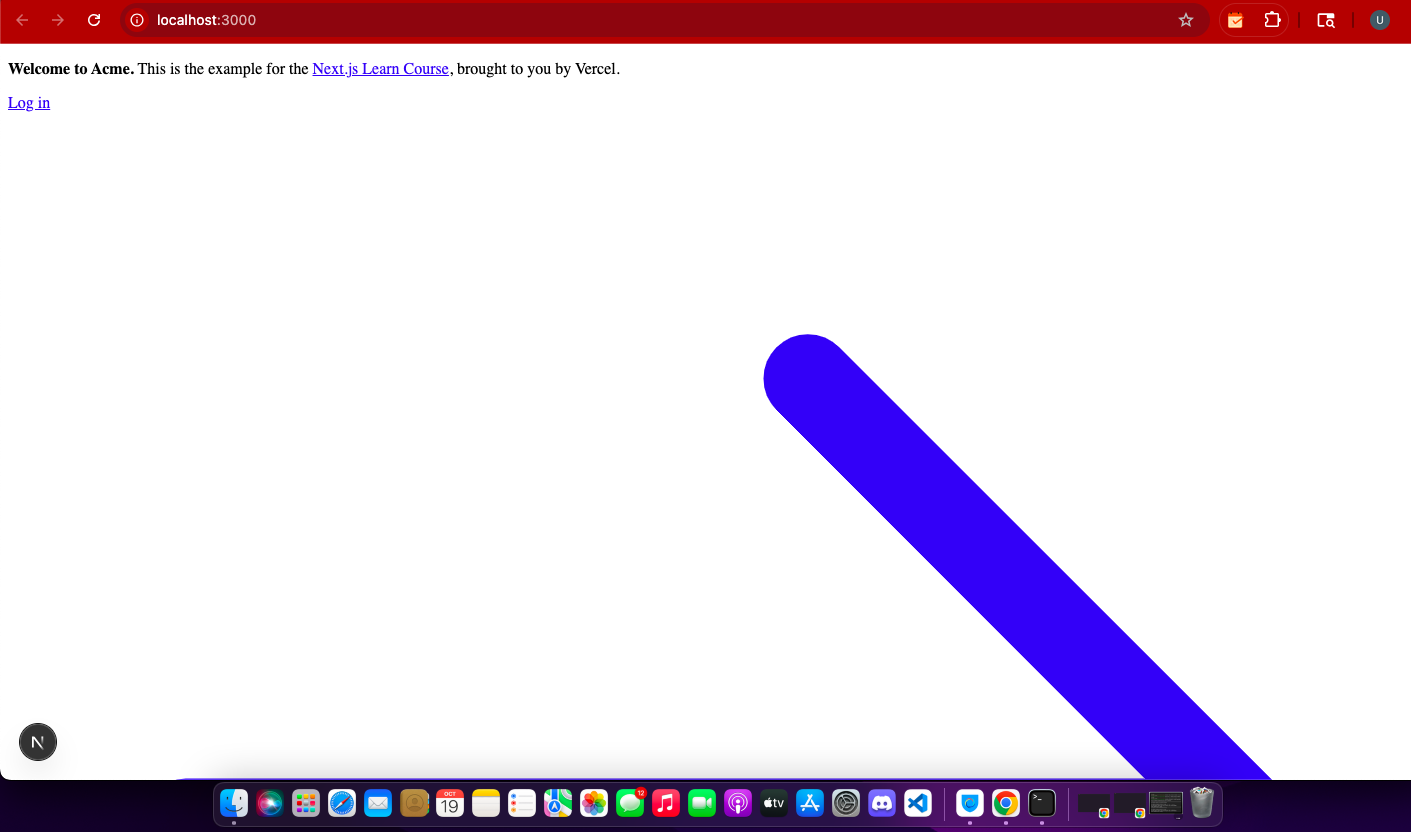 localhost:3000
U
Welcome to Acme. This is the example for the Next.js Learn Course, brought to you by Vercel.
Log in
N
OCT
19
12
tv
>_